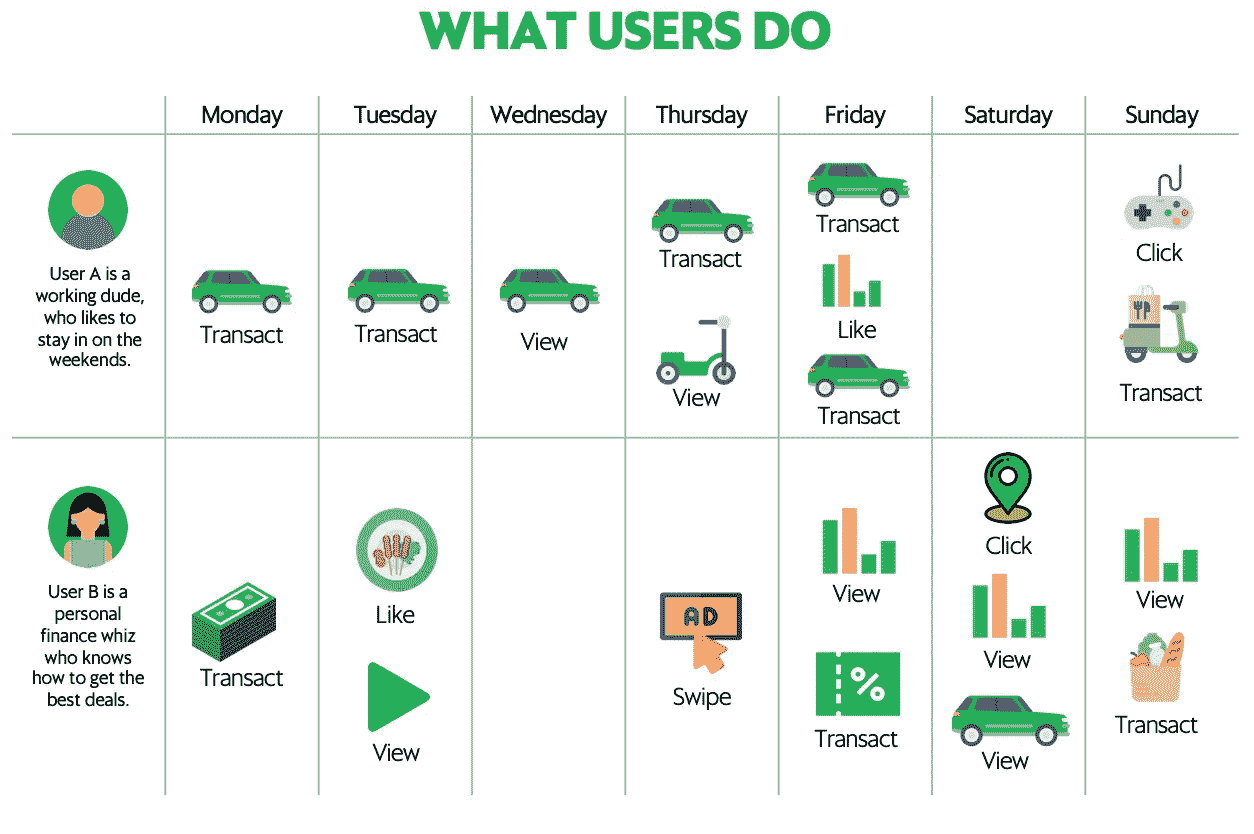 WHAT USERS DO
Monday Tuesday Wednesday Thursday Friday Saturday Sunday
User A is a
working dude,
who likes to
stay in on the
weekends.
Transact
Transact
View
Transact
View
Transact
Like
Transact
Click
Transact
User B is a
personal
finance whiz
who knows
how to get the
best deals.
Transact
Like
View
AD
Swipe
View
%
Transact
Click
View
View
View
Transact